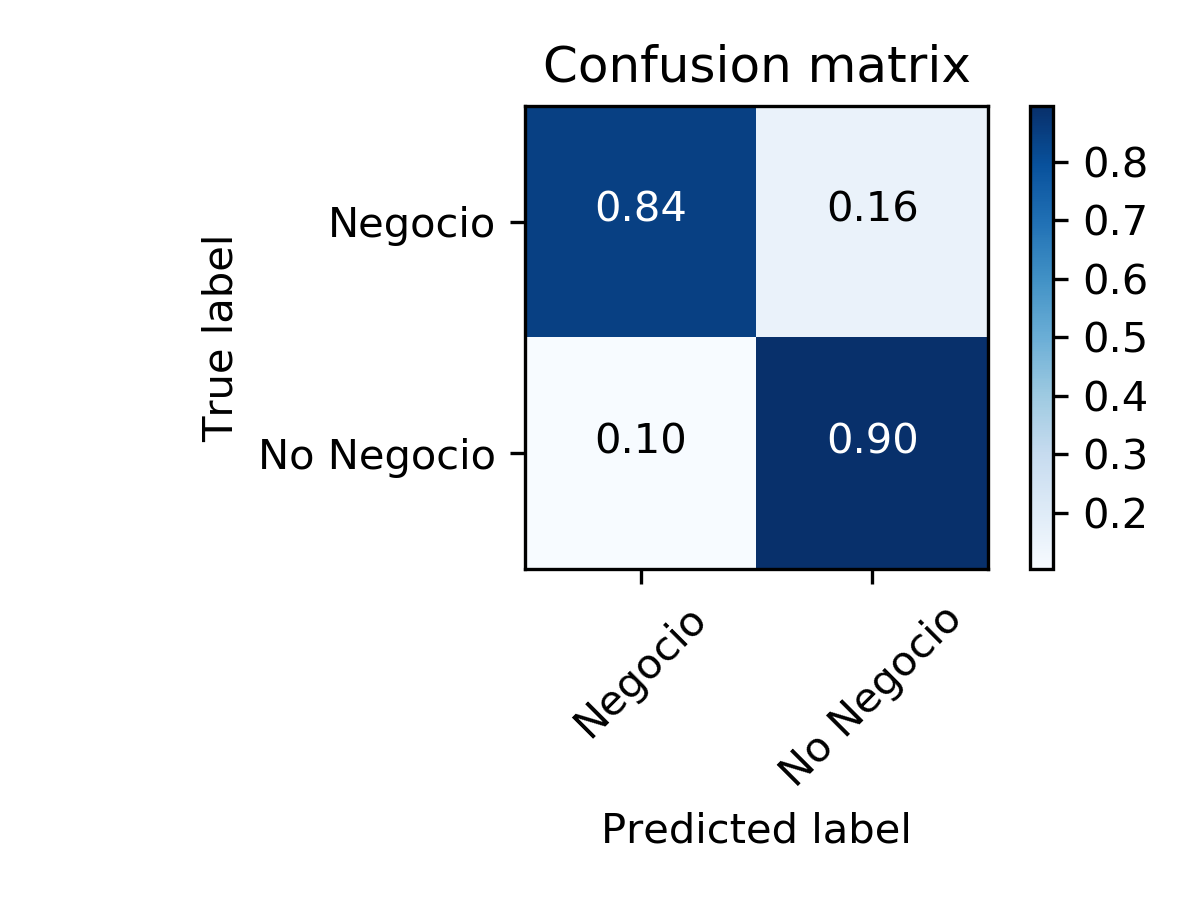 Confusion matrix
True label
Negocio
No Negocio
0.84 0.16
0.10 0.90
0.8
0.7
0.6
0.5
0.4
0.3
0.2
Negocio
No Negocio
Predicted label